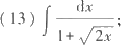 (13) ∫ dx / (1 + √(2x));